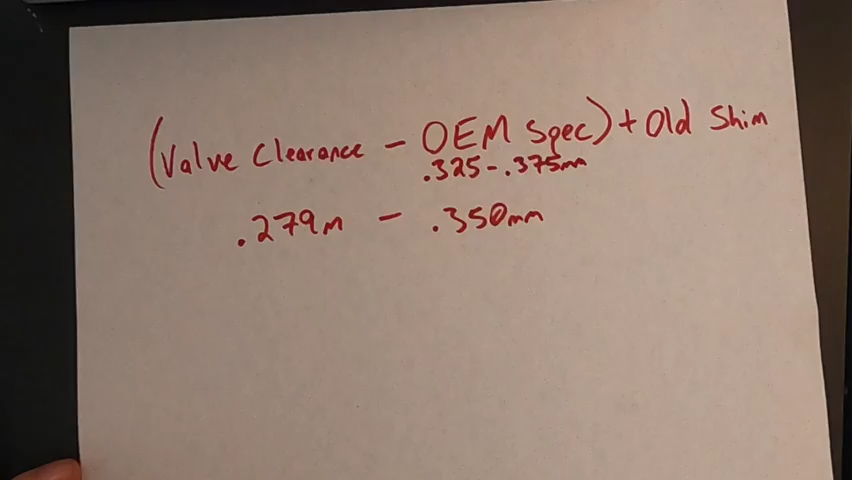 (Valve Clearance - OEM Spec) + Old Shim
.325-.375mm
.279m - .350mm